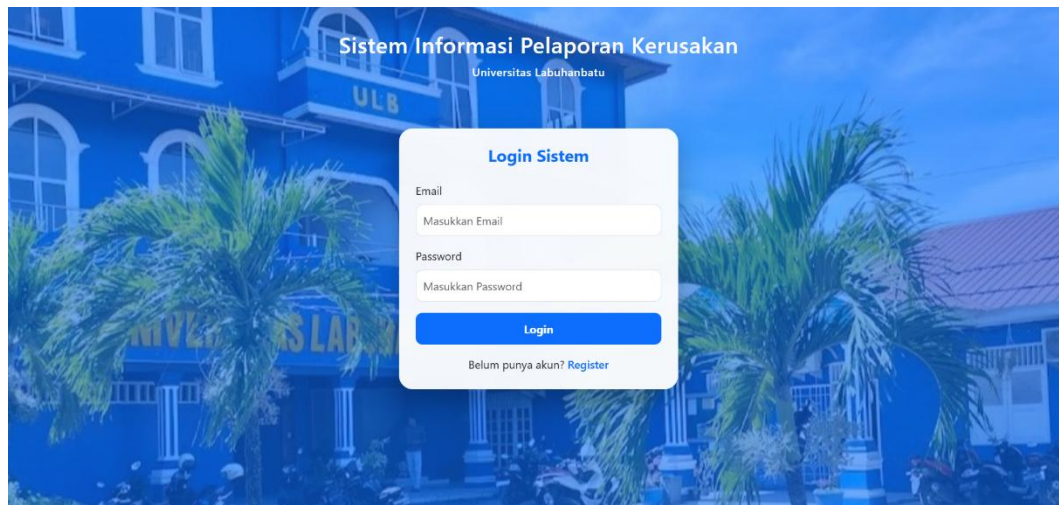 Sistem Informasi Pelaporan Kerusakan
Universitas Labuhanbatu
ULB
Login Sistem
Email
Masukkan Email
Password
Masukkan Password
Login
Belum punya akun? Register